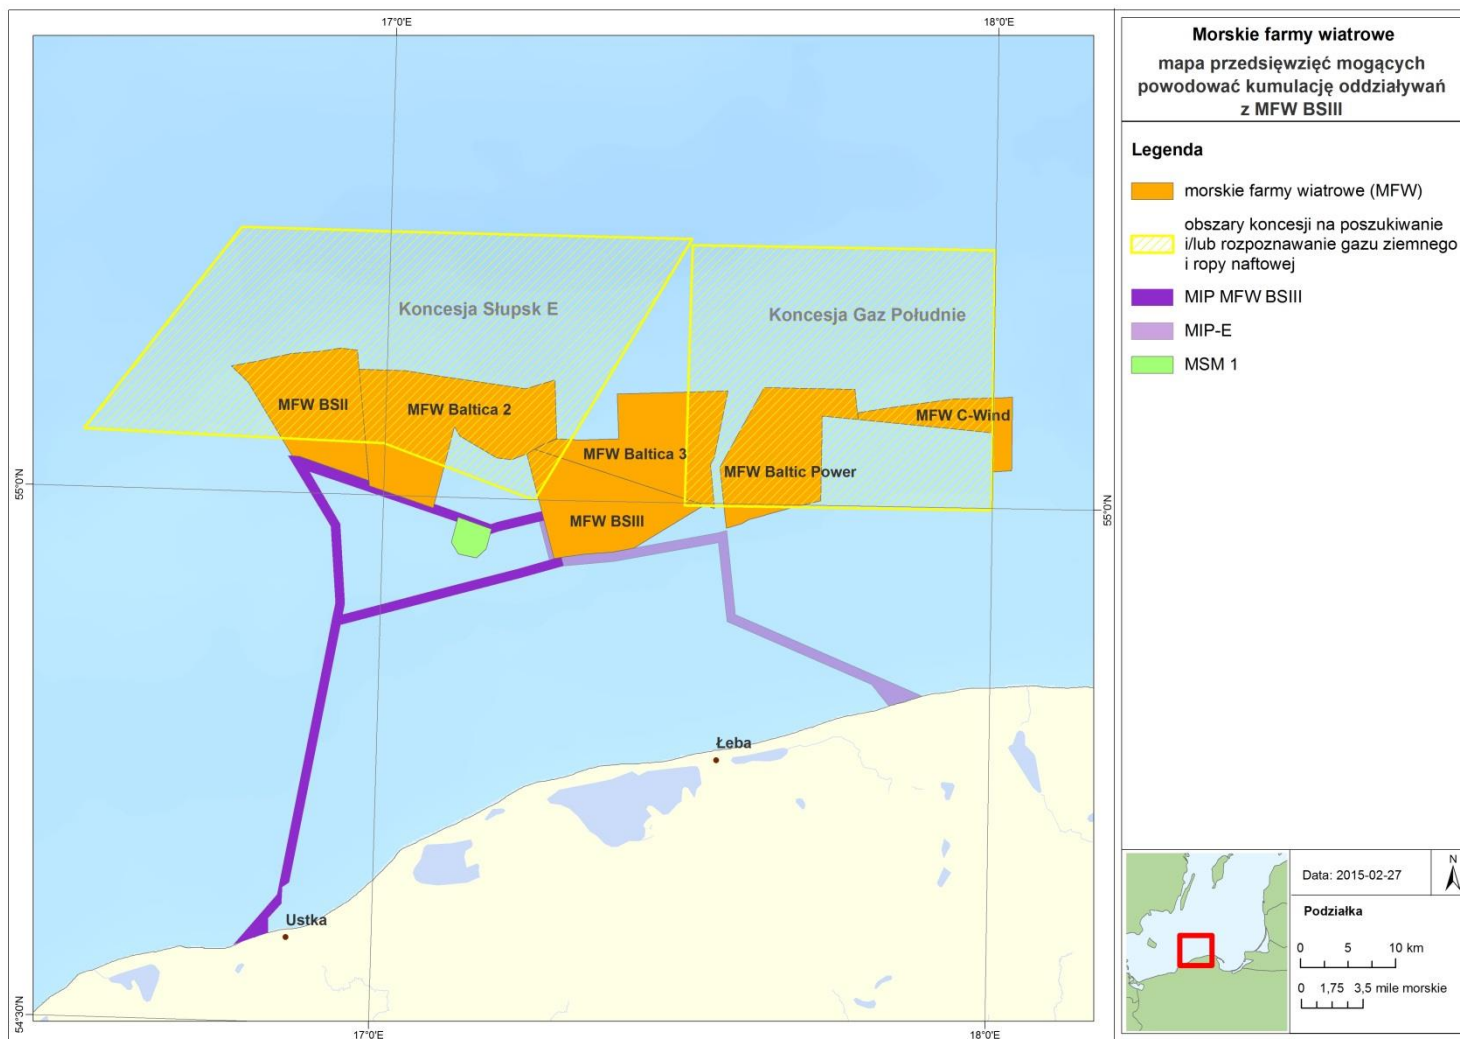 17°0'E
18°0'E
Koncesja Słupsk E
Koncesja Gaz Południe
MFW BSII
MFW Baltica 2
MFW C-Wind
MFW Baltica 3
MFW Baltic Power
MFW BSIII
55°0'N
55°0'N
Łeba
Ustka
54°30'N
17°0'E
18°0'E
Morskie farmy wiatrowe
mapa przedsięwzięć mogących
powodować kumulację oddziaływań
z MFW BSIII
Legenda
morskie farmy wiatrowe (MFW)
obszary koncesji na poszukiwanie
i/lub rozpoznawanie gazu ziemnego
i ropy naftowej
MIP MFW BSIII
MIP-E
MSM 1
Data: 2015-02-27
N
Podziałka
0 5 10 km
0 1,75 3,5 mile morskie